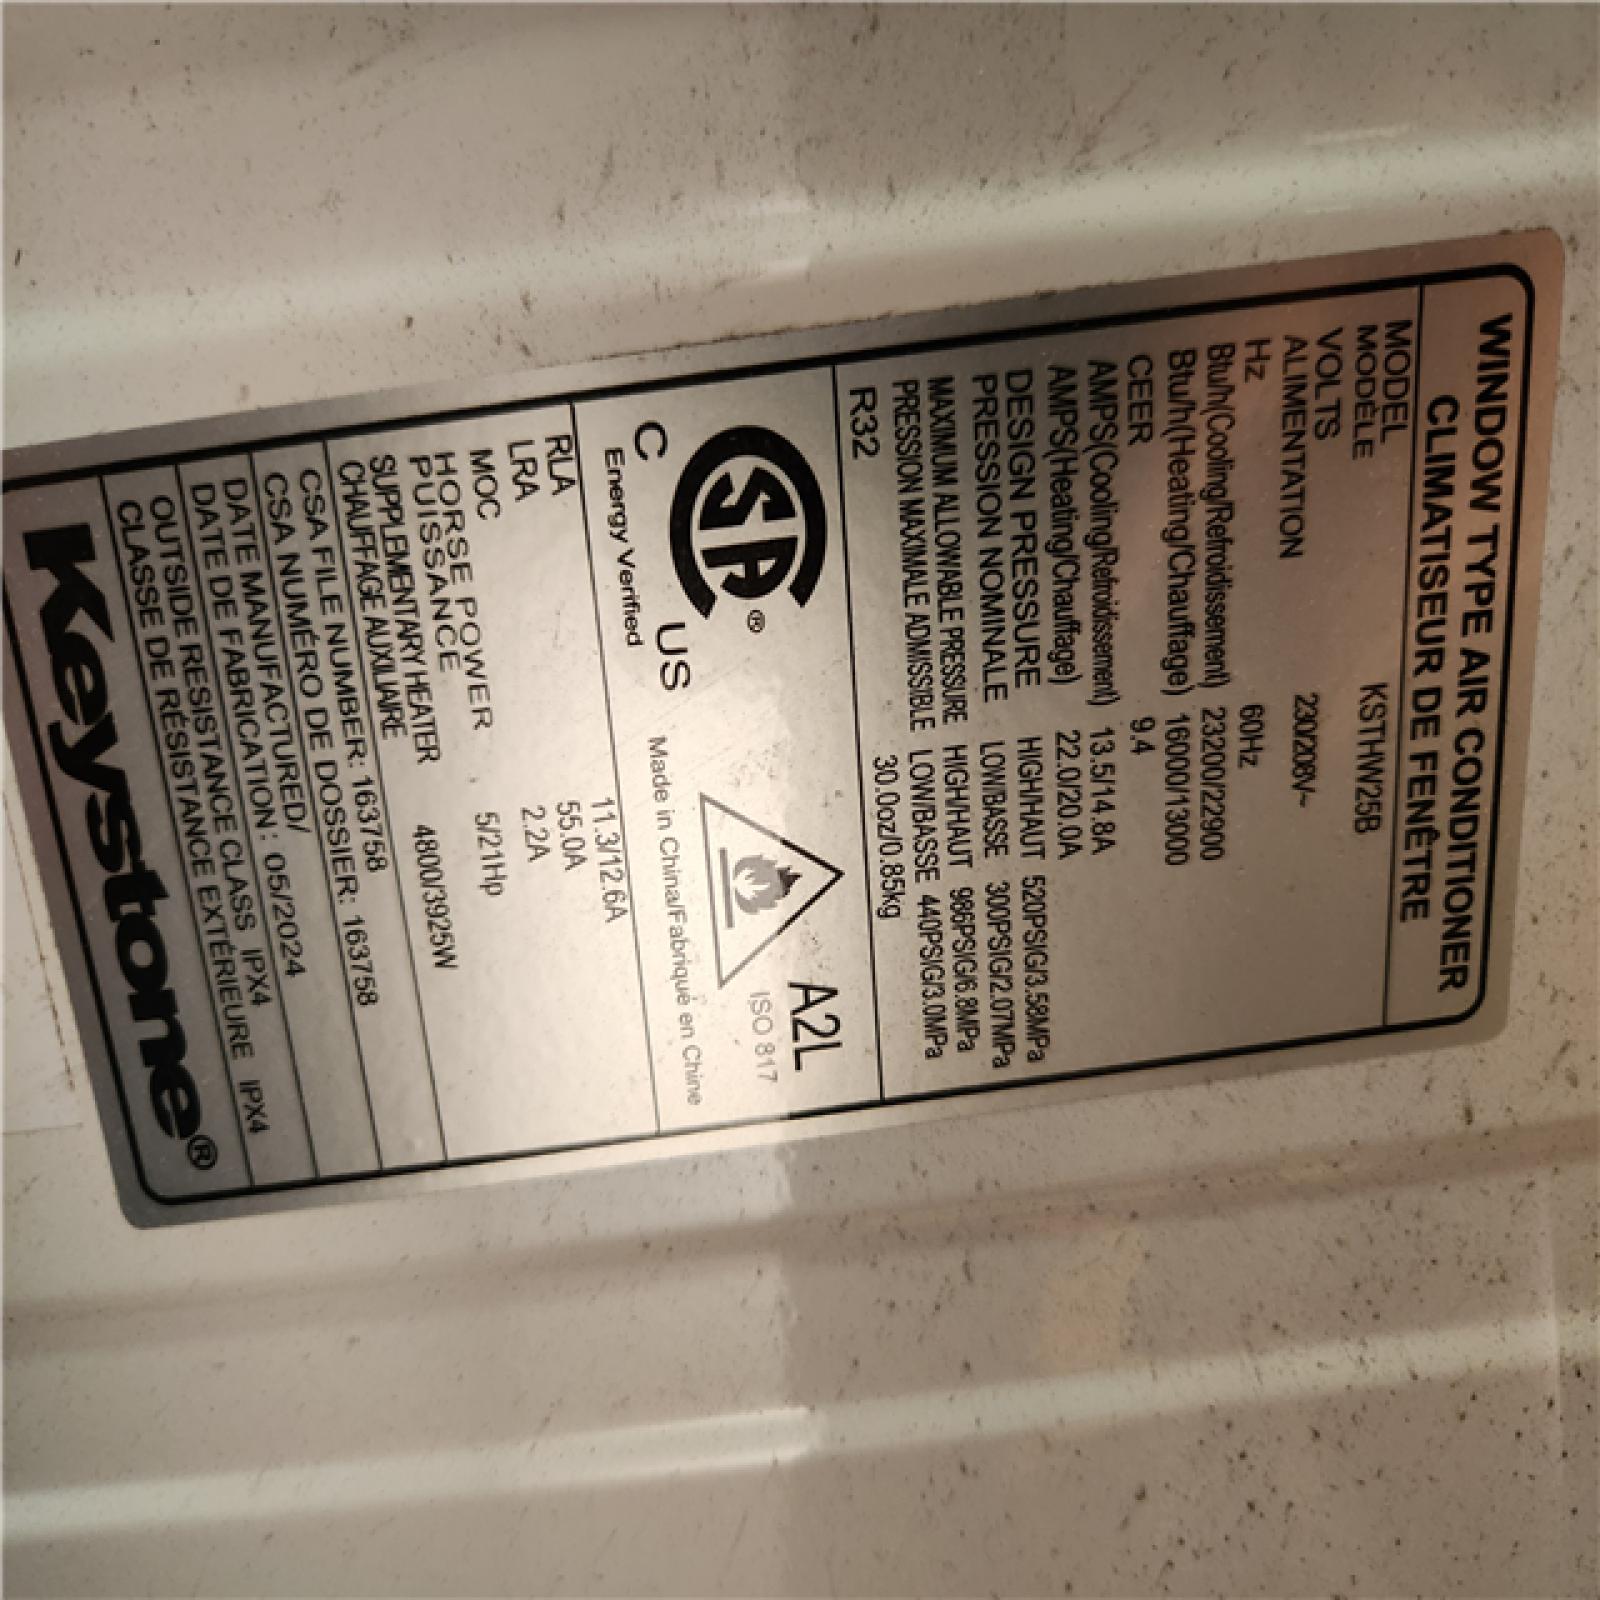 WINDOW TYPE AIR CONDITIONER
CLIMATISEUR DE FENÊTRE
MODEL
MODÈLE KSTHW25B
VOLTS
ALIMENTATION 230/208V~
Hz 60Hz
Btu/h(Cooling/Refroidissement) 23200/22900
Btu/h(Heating/Chauffage) 16000/13000
CEER 9.4
AMPS(Cooling/Refroidissement) 13.5/14.8A
AMPS(Heating/Chauffage) 22.0/20.0A
DESIGN PRESSURE HIGH/HAUT 520PSIG/3.58MPa
PRESSION NOMINALE LOW/BASSE 300PSIG/2.07MPa
MAXIMUM ALLOWABLE PRESSURE HIGH/HAUT 986PSIG/6.8MPa
PRESSION MAXIMALE ADMISSIBLE LOW/BASSE 440PSIG/3.0MPa
R32 30.0oz/0.85kg
CSA®
C US
Energy Verified
A2L
ISO 817
Made in China/Fabriqué en Chine
RLA 11.3/12.6A
LRA 55.0A
MOC 2.2A
HORSE POWER
PUISSANCE 5/21Hp
SUPPLEMENTARY HEATER
CHAUFFAGE AUXILIAIRE 4800/3925W
CSA FILE NUMBER: 163758
CSA NUMÉRO DE DOSSIER: 163758
DATE MANUFACTURED/
DATE DE FABRICATION: 05/2024
OUTSIDE RESISTANCE CLASS IPX4
CLASSE DE RÉSISTANCE EXTÉRIEURE IPX4
Keystone®